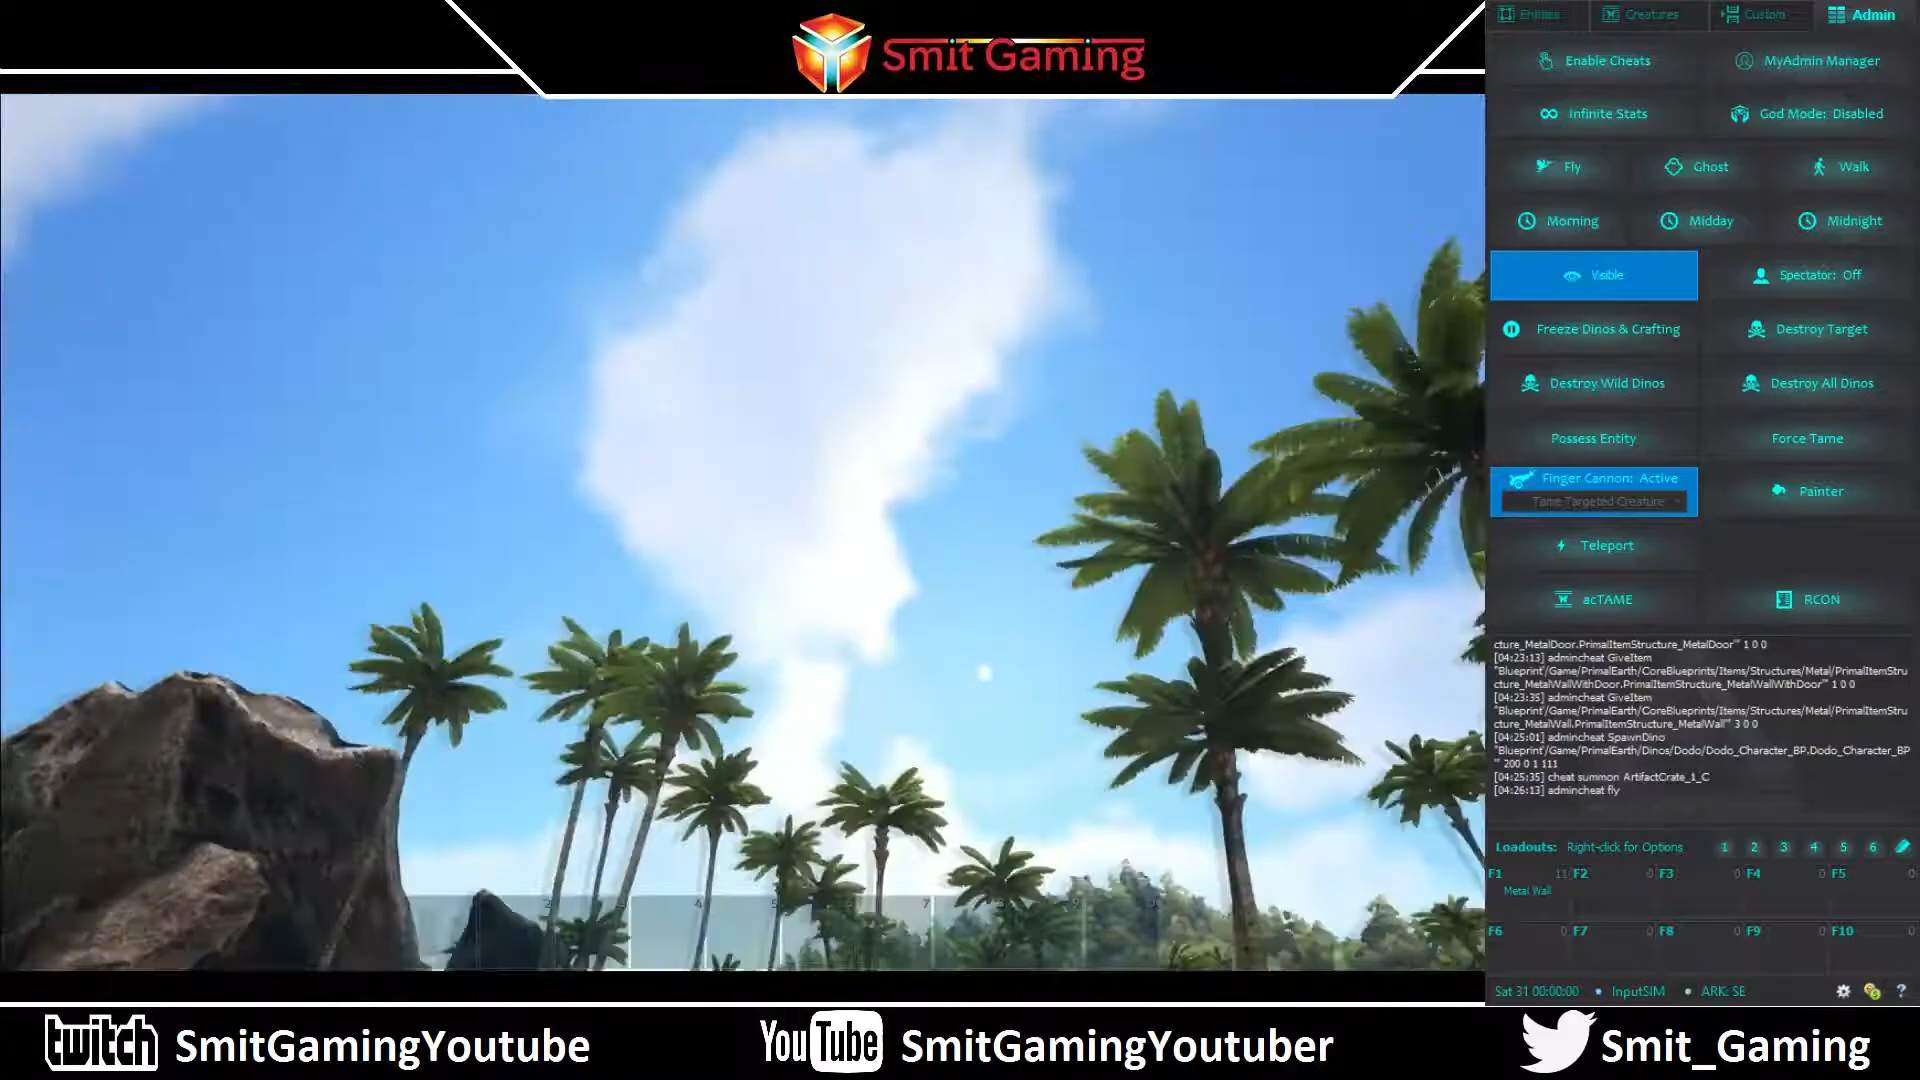 Smit Gaming
Entities
Creatures
Custom
Admin
Enable Cheats
MyAdmin Manager
Infinite Stats
God Mode: Disabled
Fly
Ghost
Walk
Morning
Midday
Midnight
Visible
Spectator: Off
Freeze Dinos & Crafting
Destroy Target
Destroy Wild Dinos
Destroy All Dinos
Possess Entity
Force Tame
Finger Cannon: Active
Tame Targeted Creature
Painter
Teleport
acTAME
RCON
cture_MetalDoor.PrimalItemStructure_MetalDoor'" 1 0 0
[04:23:13] admincheat GiveItem
"Blueprint'/Game/PrimalEarth/CoreBlueprints/Items/Structures/Metal/PrimalItemStru
cture_MetalWallWithDoor.PrimalItemStructure_MetalWallWithDoor'" 1 0 0
[04:23:35] admincheat GiveItem
"Blueprint'/Game/PrimalEarth/CoreBlueprints/Items/Structures/Metal/PrimalItemStru
cture_MetalWall.PrimalItemStructure_MetalWall'" 3 0 0
[04:25:01] admincheat SpawnDino
"Blueprint'/Game/PrimalEarth/Dinos/Dodo/Dodo_Character_BP.Dodo_Character_BP
'" 200 0 1 111
[04:25:35] cheat summon ArtifactCrate_1_C
[04:26:13] admincheat fly
Loadouts: Right-click for Options 1 2 3 4 5 6
F1 11 F2 0 F3 0 F4 0 F5 0
Metal Wall
F6 0 F7 0 F8 0 F9 0 F10 0
Sat 31 00:00:00 • InputSIM • ARK: SE ?
twitch SmitGamingYoutube
YouTube SmitGamingYoutuber
Smit_Gaming